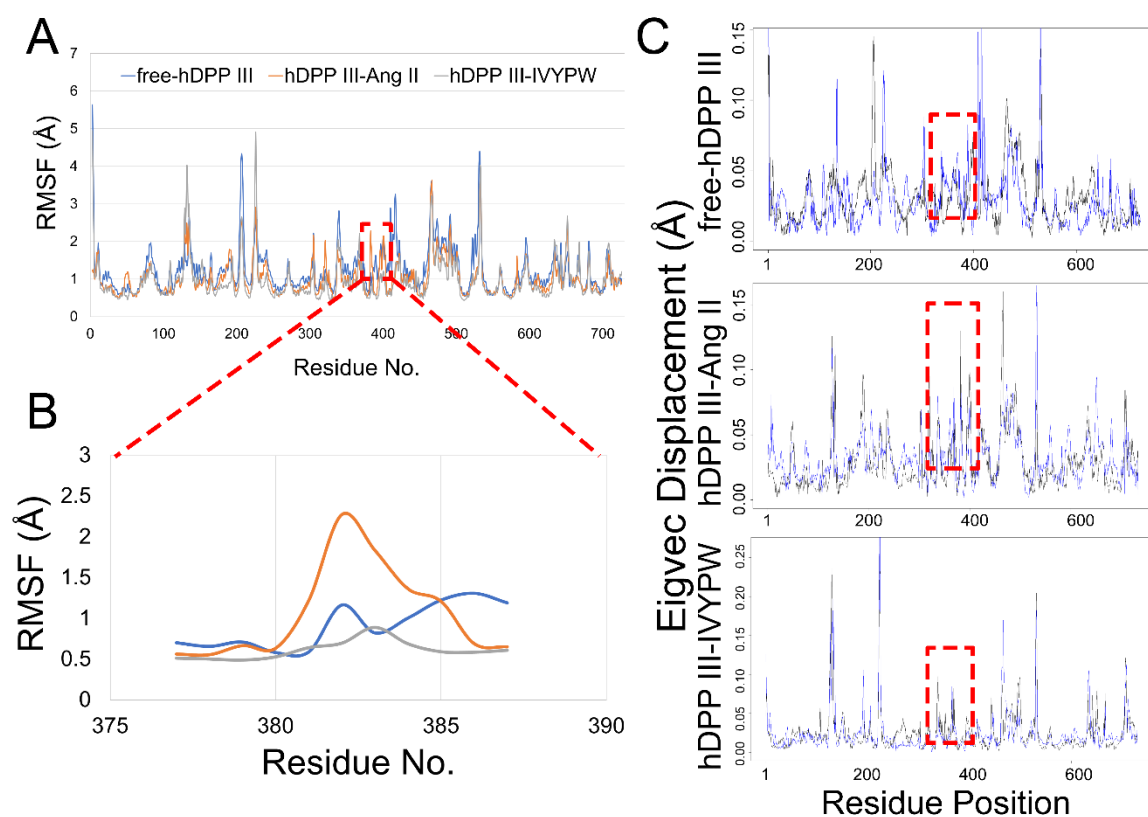 A
7
6
5
4
3
2
1
0
RMSF (Å)
free-hDPP III hDPP III-Ang II hDPP III-IVYPW
0 100 200 300 400 500 600 700
Residue No.
B
3
2.5
2
1.5
1
0.5
0
RMSF (Å)
375 380 385 390
Residue No.
C
Eigvec Displacement (Å)
free-hDPP III
0.15
0.10
0.05
0.00
1 200 400 600
hDPP III-Ang II
0.15
0.10
0.05
0.00
1 200 400 600
hDPP III-IVYPW
0.25
0.20
0.15
0.10
0.05
0.00
1 200 400 600
Residue Position